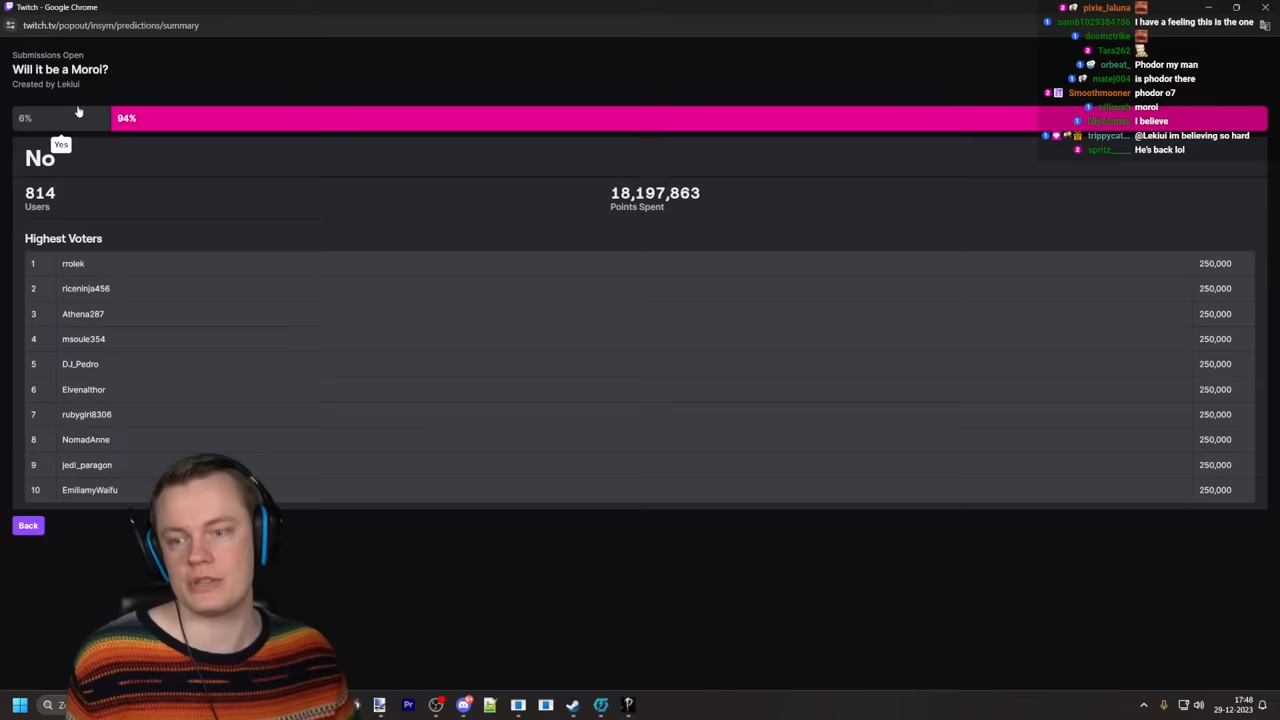 Twitch - Google Chrome
twitch.tv/popout/insym/predictions/summary
Submissions Open
Will it be a Moroi?
Created by Lekiui
6%
94%
Yes
No
814
Users
18,197,863
Points Spent
Highest Voters
1 rrolek 250,000
2 riceninja456 250,000
3 Athena287 250,000
4 msoule354 250,000
5 DJ_Pedro 250,000
6 Elvenalthor 250,000
7 rubygirl8306 250,000
8 NomadAnne 250,000
9 jedi_paragon 250,000
10 EmiliamyWaifu 250,000
Back
pixie_laluna
samb1029384756 I have a feeling this is the one
doomztrike
Tara262
orbeat_ Phodor my man
matej004 is phodor there
Smoothmooner phodor o7
moroi
I believe
trippycat... @Lekiui im believing so hard
spritz____ He's back lol
17:48
29-12-2023